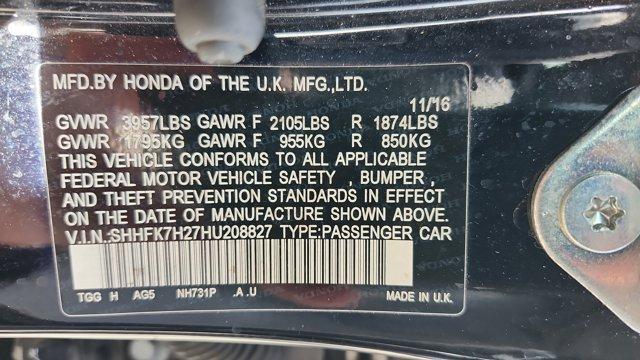 MFD.BY HONDA OF THE U.K. MFG.,LTD.
11/16
GVWR 3957LBS GAWR F 2105LBS R 1874LBS
GVWR 1795KG GAWR F 955KG R 850KG
THIS VEHICLE CONFORMS TO ALL APPLICABLE
FEDERAL MOTOR VEHICLE SAFETY , BUMPER ,
AND THEFT PREVENTION STANDARDS IN EFFECT
ON THE DATE OF MANUFACTURE SHOWN ABOVE.
V.I.N.:SHHFK7H27HU208827 TYPE:PASSENGER CAR
TGG H AG5 NH731P .A .U MADE IN U.K.